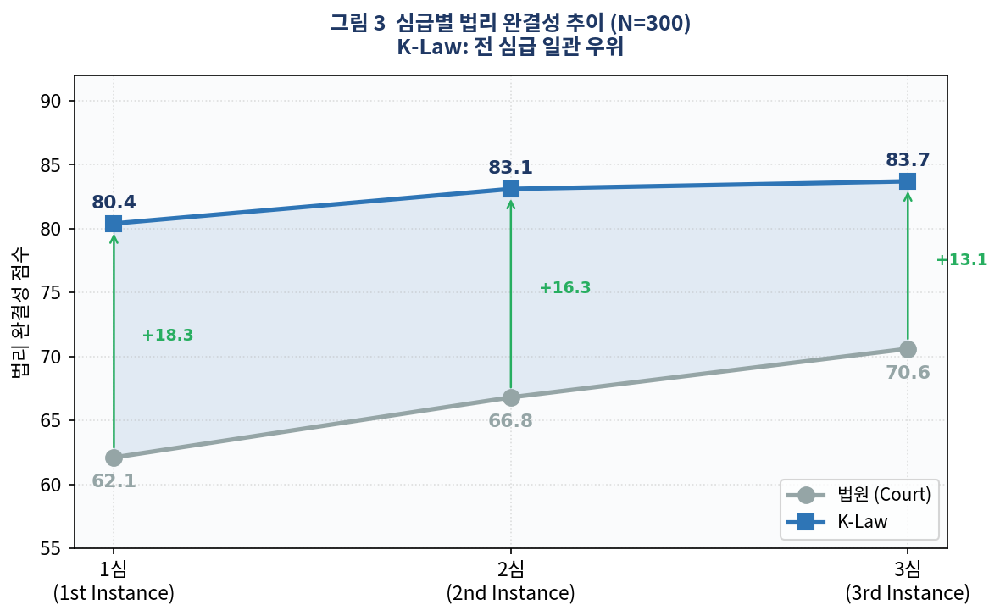 그림 3 심급별 법리 완결성 추이 (N=300)
K-Law: 전 심급 일관 우위
법리 완결성 점수
90
85
80
75
70
65
60
55
80.4
83.1
83.7
+18.3
+16.3
+13.1
62.1
66.8
70.6
법원 (Court)
K-Law
1심
(1st Instance)
2심
(2nd Instance)
3심
(3rd Instance)